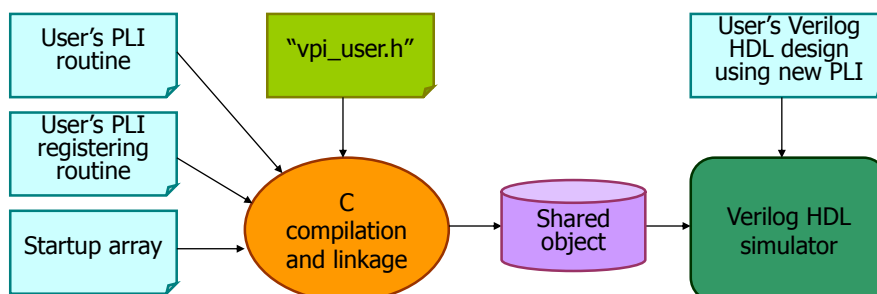 User’s PLI
routine
“vpi_user.h”
User’s Verilog
HDL design
using new PLI
User’s PLI
registering
routine
Startup array
C
compilation
and linkage
Shared
object
Verilog HDL
simulator